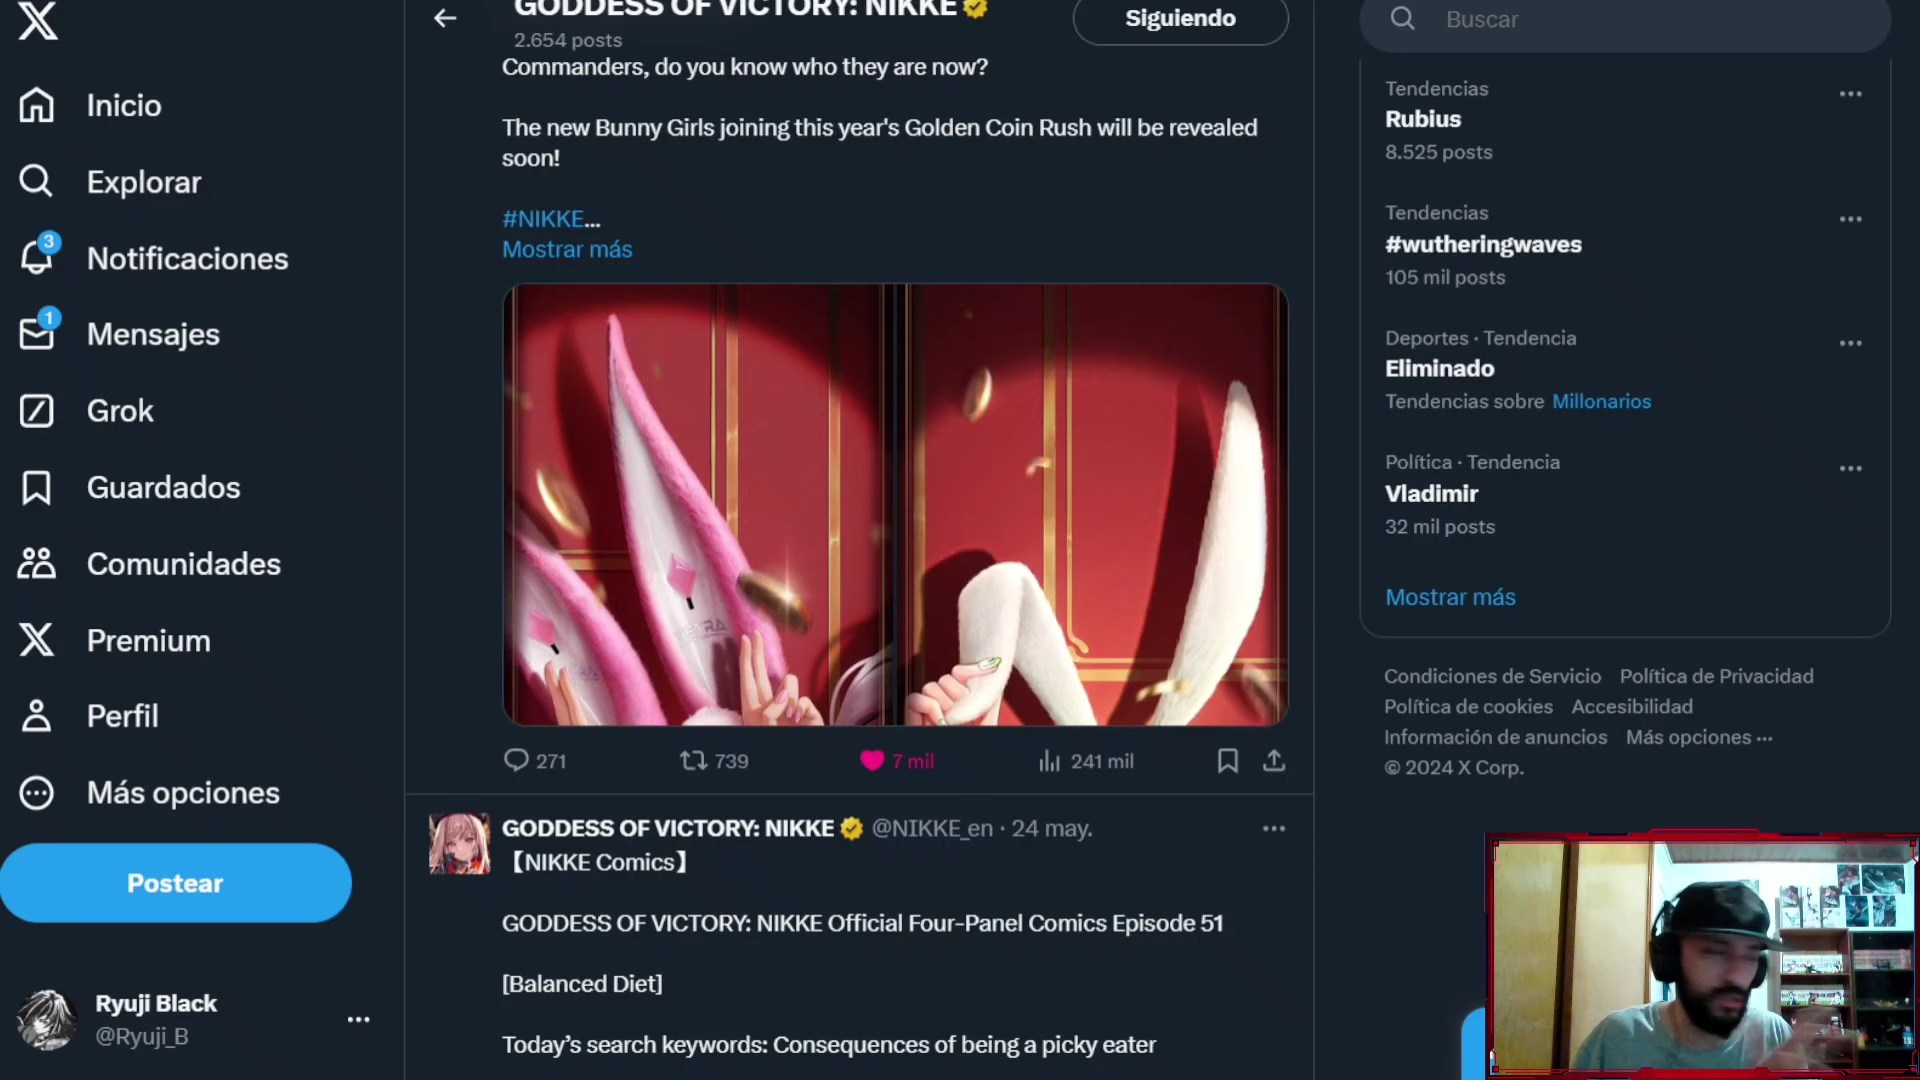 Inicio
Explorar
3
Notificaciones
1
Mensajes
Grok
Guardados
Comunidades
Premium
Perfil
Más opciones
Postear
Ryuji Black
@Ryuji_B
GODDESS OF VICTORY: NIKKE
2.654 posts
Siguiendo
Commanders, do you know who they are now?
The new Bunny Girls joining this year's Golden Coin Rush will be revealed
soon!
#NIKKE...
Mostrar más
271
739
7 mil
241 mil
GODDESS OF VICTORY: NIKKE @NIKKE_en · 24 may.
【NIKKE Comics】
GODDESS OF VICTORY: NIKKE Official Four-Panel Comics Episode 51
[Balanced Diet]
Today’s search keywords: Consequences of being a picky eater
Buscar
Tendencias
Rubius
8.525 posts
Tendencias
#wutheringwaves
105 mil posts
Deportes · Tendencia
Eliminado
Tendencias sobre Millonarios
Política · Tendencia
Vladimir
32 mil posts
Mostrar más
Condiciones de Servicio Política de Privacidad
Política de cookies Accesibilidad
Información de anuncios Más opciones ···
© 2024 X Corp.